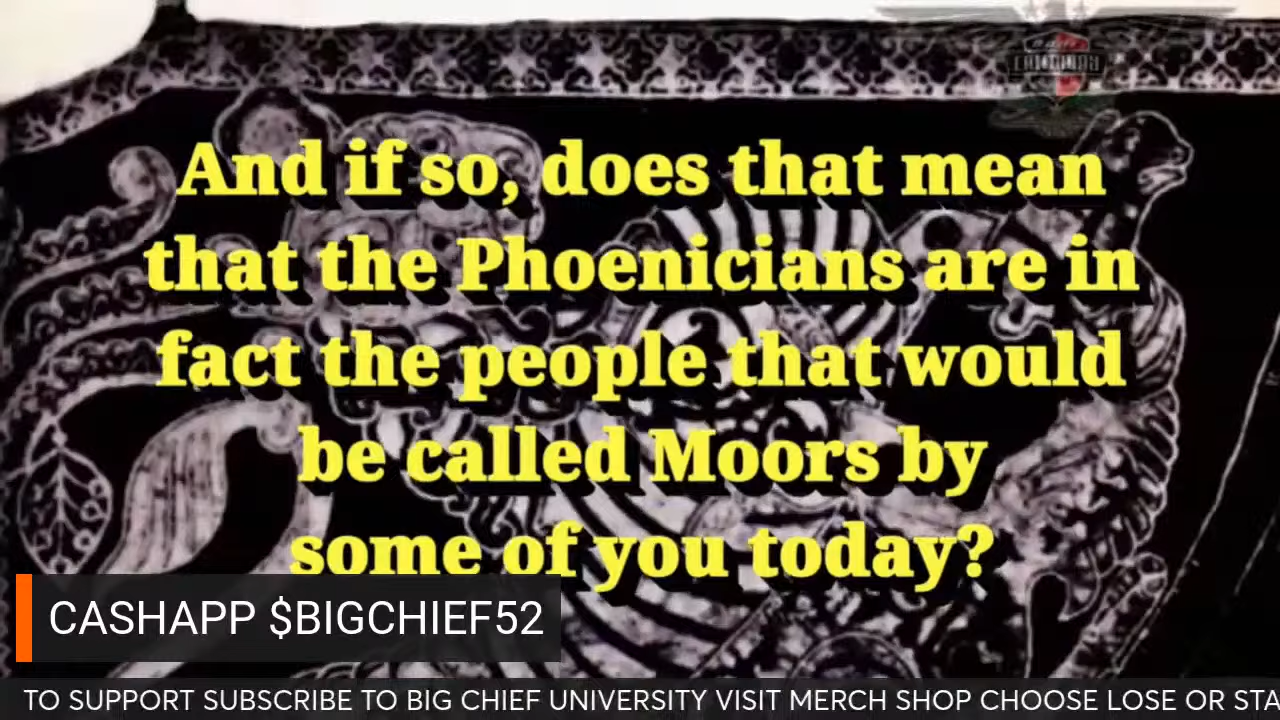 And if so, does that mean
that the Phoenicians are in
fact the people that would
be called Moors by
some of you today?
CASHAPP $BIGCHIEF52
TO SUPPORT SUBSCRIBE TO BIG CHIEF UNIVERSITY VISIT MERCH SHOP CHOOSE LOSE OR STA